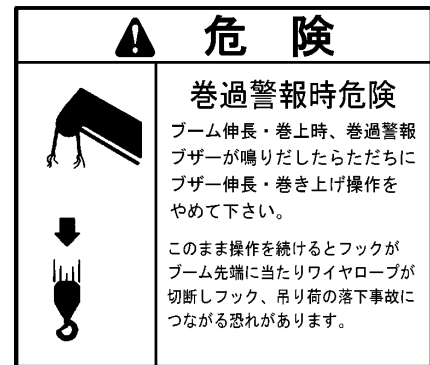 危険
巻過警報時危険
ブーム伸長・巻上時、巻過警報
ブザーが鳴りだしたらただちに
ブザー伸長・巻き上げ操作を
やめて下さい。
このまま操作を続けるとフックが
ブーム先端に当たりワイヤロープが
切断しフック、吊り荷の落下事故に
つながる恐れがあります。